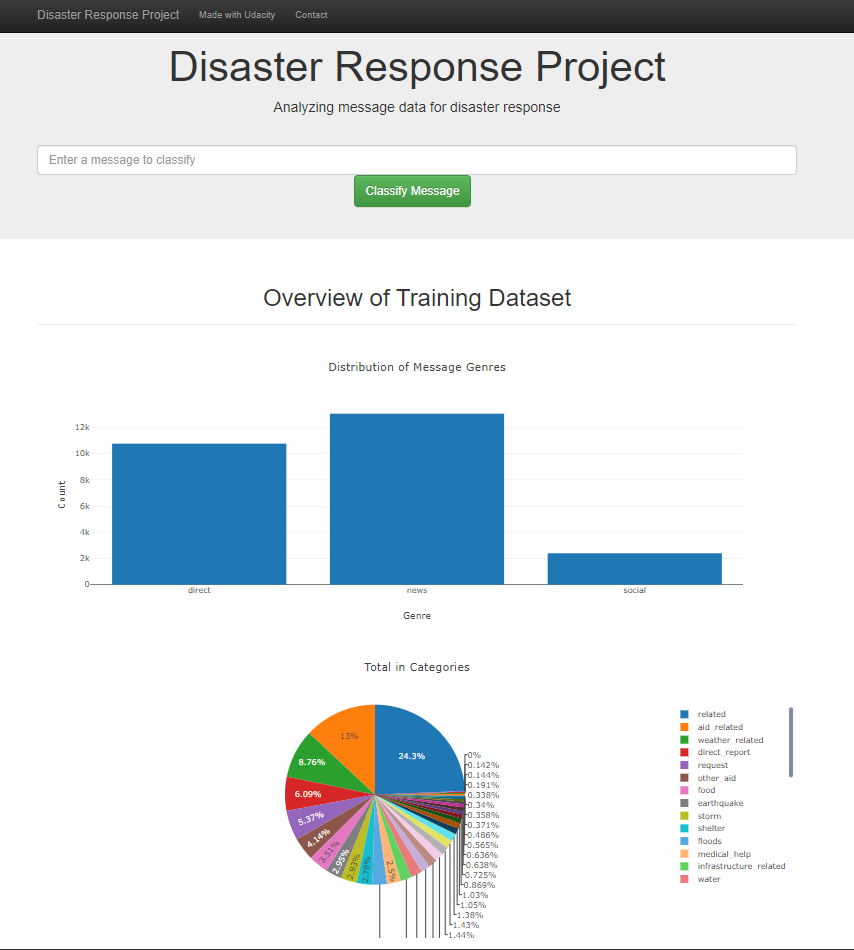 Disaster Response Project Made with Udacity Contact
Disaster Response Project
Analyzing message data for disaster response
Enter a message to classify
Classify Message
Overview of Training Dataset
Distribution of Message Genres
12k
10k
8k
6k
4k
2k
0
Count
direct news social
Genre
Total in Categories
24.3%
13%
8.76%
6.09%
5.37%
4.14%
3.51%
2.95%
2.93%
2.78%
2.5%
0%
0.142%
0.144%
0.191%
0.338%
0.34%
0.358%
0.371%
0.486%
0.565%
0.636%
0.638%
0.725%
0.869%
1.03%
1.05%
1.38%
1.43%
1.44%
related
aid_related
weather_related
direct_report
request
other_aid
food
earthquake
storm
shelter
floods
medical_help
infrastructure_related
water